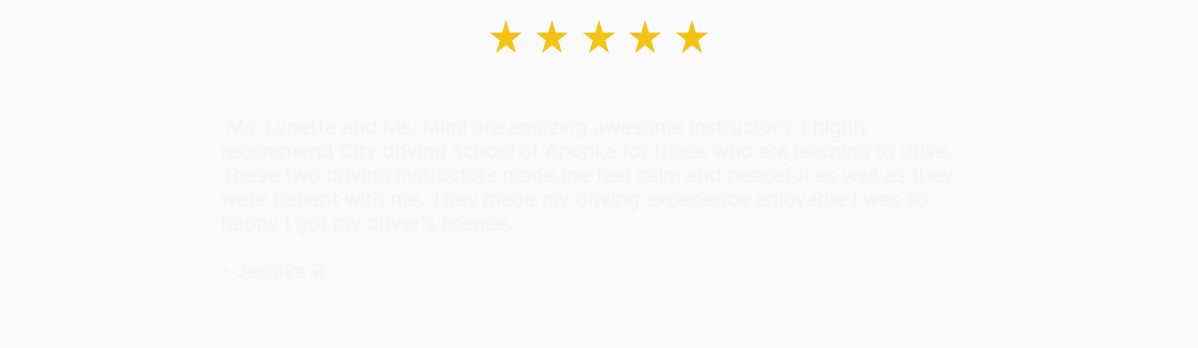 Ms. Lynette and Ms. Mimi are amazing awesome instructors. I highly
recommend City driving school of Apopka for those who are learning to drive.
These two driving instructors made me feel calm and peaceful as well as they
were patient with me. They made my driving experience enjoyable I was so
happy I got my driver's license.
- Jessika R.